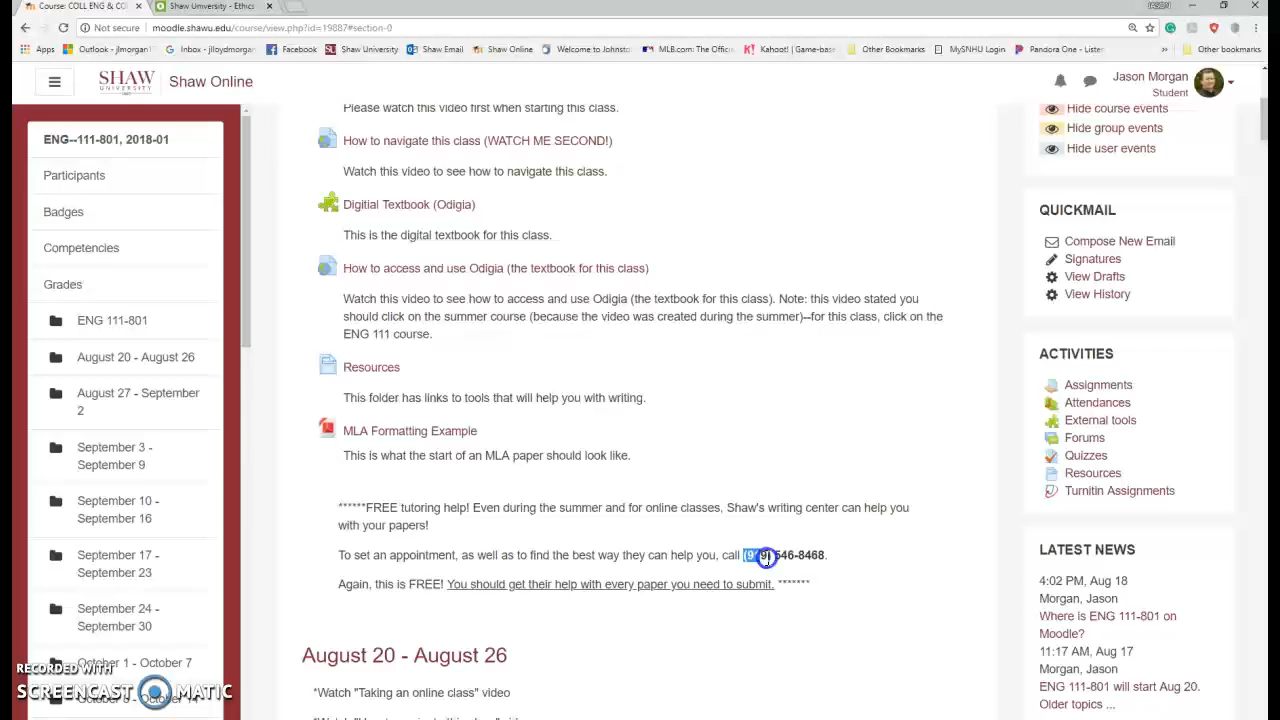 Course: COLL ENG & CO
Shaw University - Ethics
JASON
Not secure | moodle.shawu.edu/course/view.php?id=19887#section-0
Apps
Outlook - jlmorgan1
Inbox - jlloydmorga
Facebook
Shaw University
Shaw Email
Shaw Online
Welcome to Johnst
MLB.com: The Offici
Kahoot! | Game-base
Other Bookmarks
MySNHU Login
Pandora One - Listen
»
Other bookmarks
SHAW
UNIVERSITY
Shaw Online
Jason Morgan
Student
ENG--111-801, 2018-01
Participants
Badges
Competencies
Grades
ENG 111-801
August 20 - August 26
August 27 - September
2
September 3 -
September 9
September 10 -
September 16
September 17 -
September 23
September 24 -
September 30
October 1 - October 7
RECORDED WITH
SCREENCAST MATIC
Please watch this video first when starting this class.
How to navigate this class (WATCH ME SECOND!)
Watch this video to see how to navigate this class.
Digitial Textbook (Odigia)
This is the digital textbook for this class.
How to access and use Odigia (the textbook for this class)
Watch this video to see how to access and use Odigia (the textbook for this class). Note: this video stated you
should click on the summer course (because the video was created during the summer)--for this class, click on the
ENG 111 course.
Resources
This folder has links to tools that will help you with writing.
MLA Formatting Example
This is what the start of an MLA paper should look like.
******FREE tutoring help! Even during the summer and for online classes, Shaw's writing center can help you
with your papers!
To set an appointment, as well as to find the best way they can help you, call (919) 546-8468.
Again, this is FREE! You should get their help with every paper you need to submit. *******
August 20 - August 26
*Watch "Taking an online class" video
Hide course events
Hide group events
Hide user events
QUICKMAIL
Compose New Email
Signatures
View Drafts
View History
ACTIVITIES
Assignments
Attendances
External tools
Forums
Quizzes
Resources
Turnitin Assignments
LATEST NEWS
4:02 PM, Aug 18
Morgan, Jason
Where is ENG 111-801 on
Moodle?
11:17 AM, Aug 17
Morgan, Jason
ENG 111-801 will start Aug 20.
Older topics ...